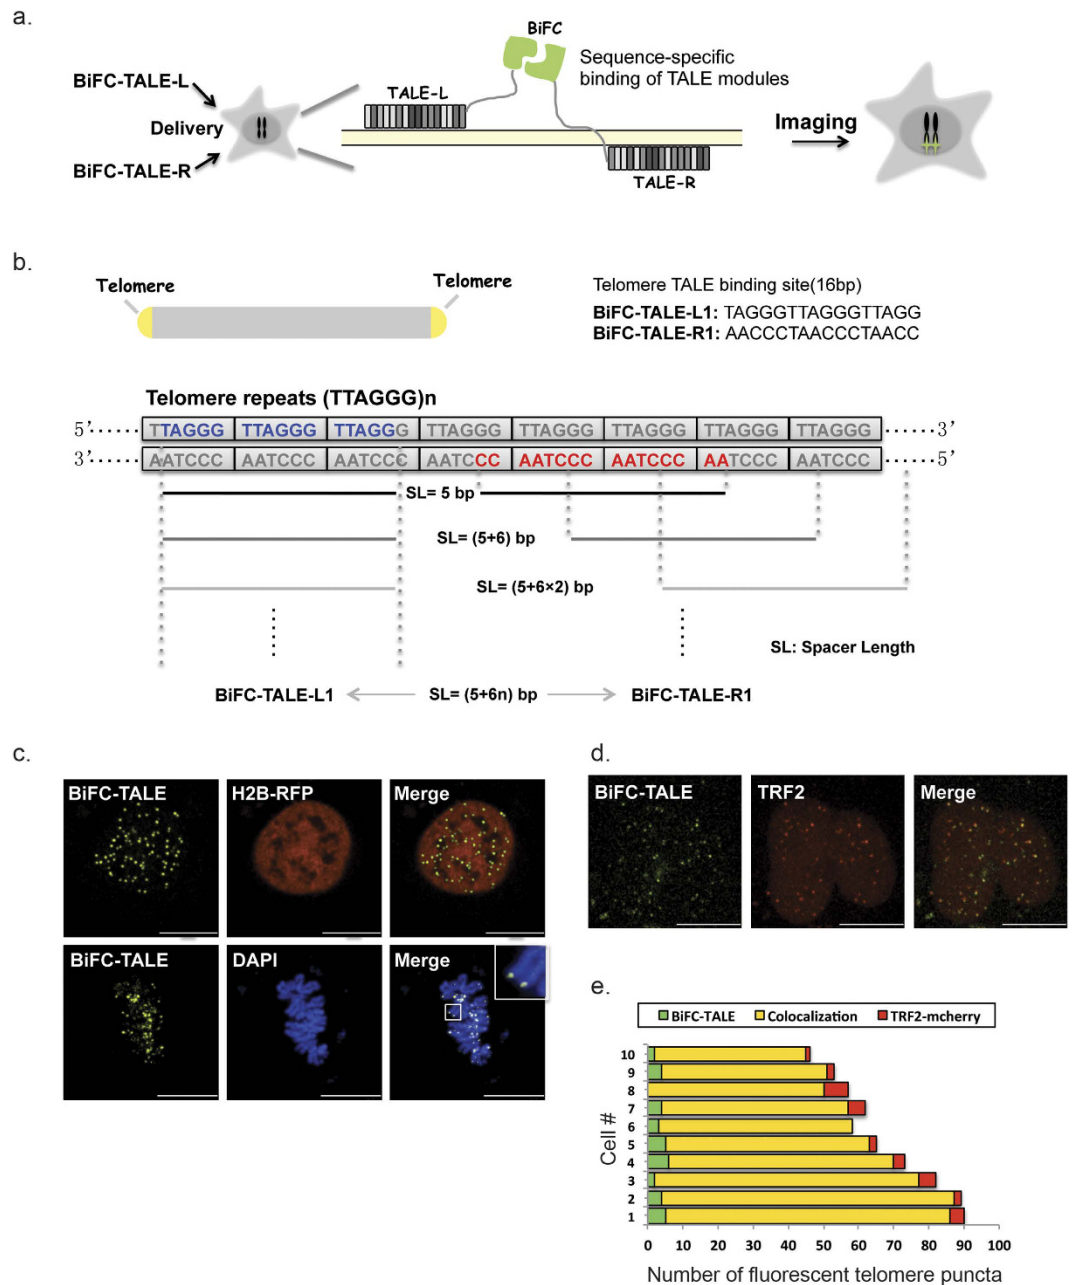 a.
BiFC
Sequence-specific
binding of TALE modules
BiFC-TALE-L
TALE-L
Delivery
Imaging
BiFC-TALE-R
TALE-R
b.
Telomere
Telomere
Telomere TALE binding site(16bp)
BiFC-TALE-L1: TAGGGTTAGGGTTAGG
BiFC-TALE-R1: AACCCTAACCCTAACC
Telomere repeats (TTAGGG)n
5'······ TTAGGG TTAGGG TTAGGG TTAGGG TTAGGG TTAGGG TTAGGG TTAGGG ······3'
3'······ AATCCC AATCCC AATCCC AATCCC AATCCC AATCCC AATCCC AATCCC ······5'
SL= 5 bp
SL= (5+6) bp
SL= (5+6×2) bp
SL: Spacer Length
BiFC-TALE-L1 SL= (5+6n) bp BiFC-TALE-R1
c.
BiFC-TALE H2B-RFP Merge
BiFC-TALE DAPI Merge
d.
BiFC-TALE TRF2 Merge
e.
BiFC-TALE Colocalization TRF2-mcherry
Cell #
10
9
8
7
6
5
4
3
2
1
0 10 20 30 40 50 60 70 80 90 100
Number of fluorescent telomere puncta